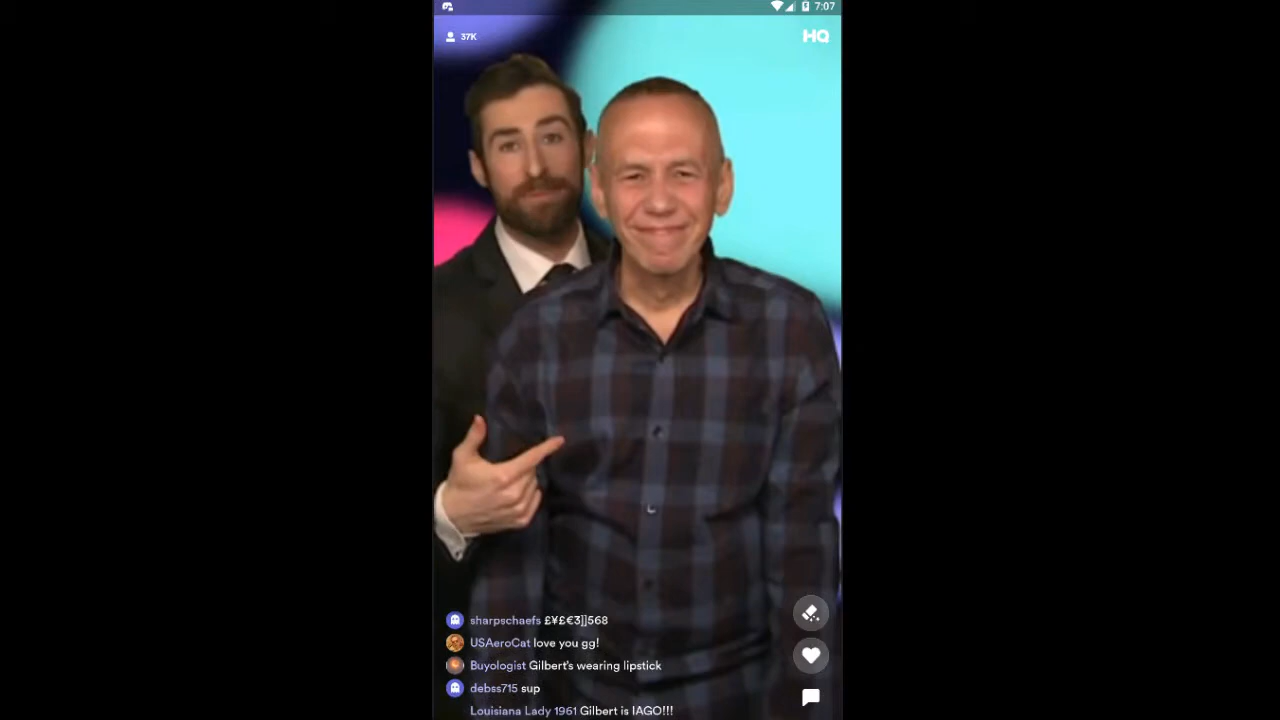 7:07
37K
HQ
sharpschaefs £¥£€3]]568
USAeroCat love you gg!
Buyologist Gilbert's wearing lipstick
debss715 sup
Louisiana Lady 1961 Gilbert is IAGO!!!